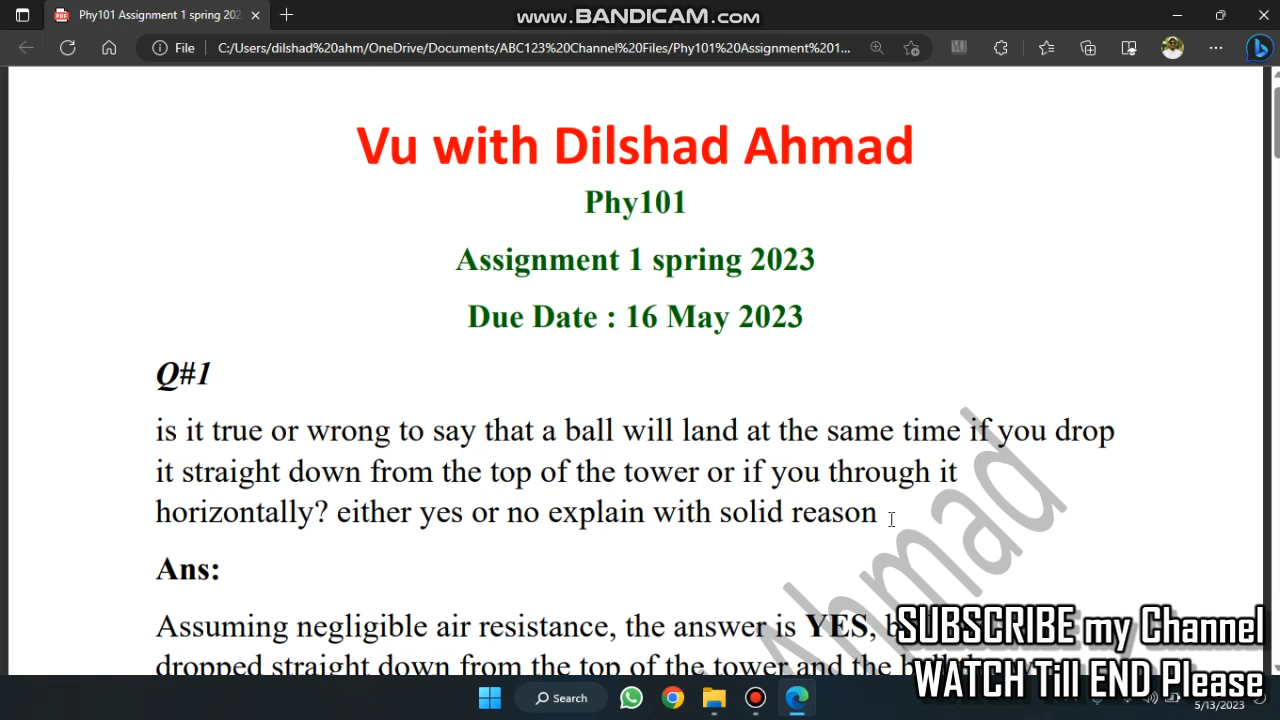 www.BANDICAM.com
Phy101 Assignment 1 spring 202
File
C:/Users/dilshad%20ahm/OneDrive/Documents/ABC123%20Channel%20Files/Phy101%20Assignment%201...
Vu with Dilshad Ahmad
Phy101
Assignment 1 spring 2023
Due Date : 16 May 2023
Q#1
is it true or wrong to say that a ball will land at the same time if you drop
it straight down from the top of the tower or if you through it
horizontally? either yes or no explain with solid reason
Ans:
Assuming negligible air resistance, the answer is YES,
dropped straight down from the top of the tower and the
Ahmad
SUBSCRIBE my Channel
WATCH Till END Please
Search
5/13/2023